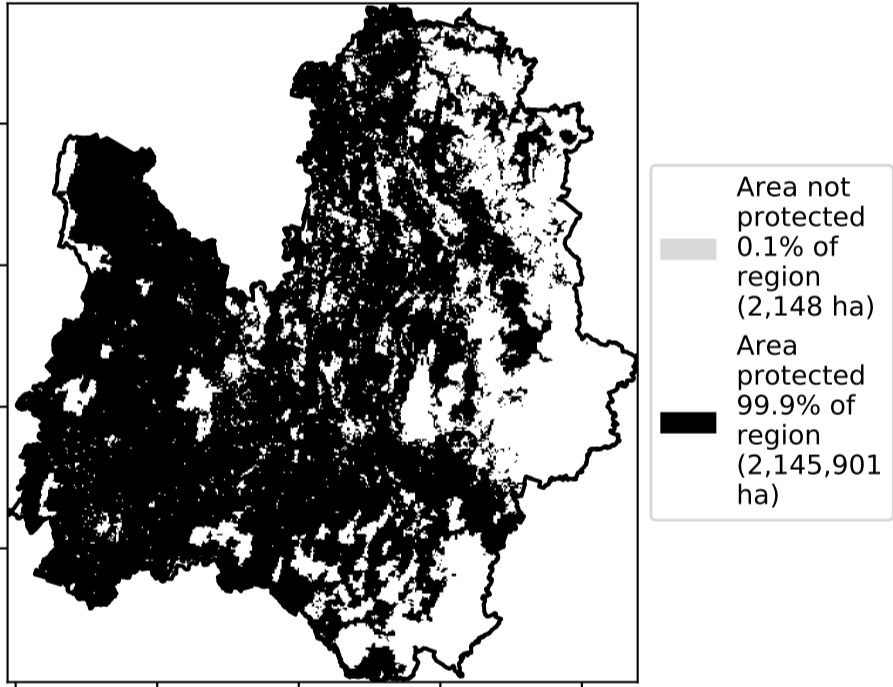 Area not
protected
0.1% of
region
(2,148 ha)
Area
protected
99.9% of
region
(2,145,901
ha)